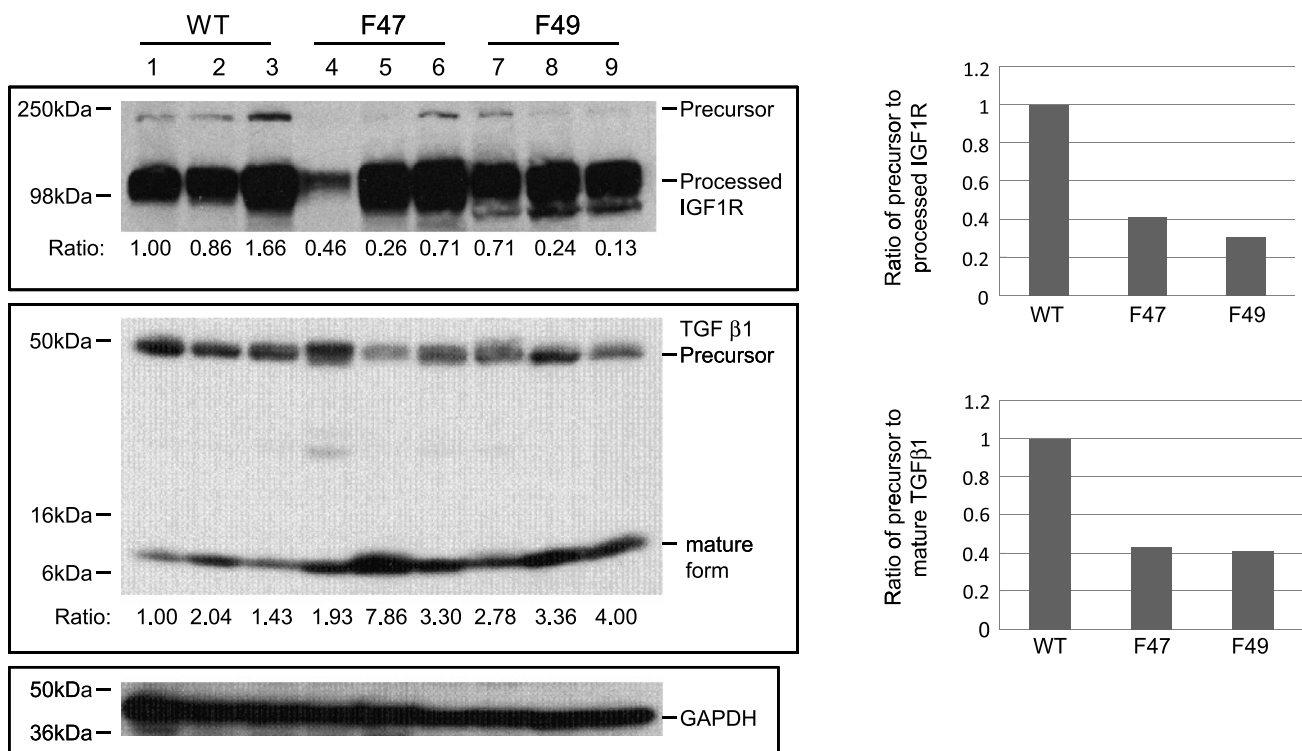 WT F47 F49
1 2 3 4 5 6 7 8 9
250kDa
Precursor
98kDa
Processed
IGF1R
Ratio: 1.00 0.86 1.66 0.46 0.26 0.71 0.71 0.24 0.13
50kDa
TGF β1
Precursor
16kDa
mature
form
6kDa
Ratio: 1.00 2.04 1.43 1.93 7.86 3.30 2.78 3.36 4.00
50kDa
GAPDH
36kDa
Ratio of precursor to
processed IGF1R
1.2
1
0.8
0.6
0.4
0.2
0
WT F47 F49
Ratio of precursor to
mature TGFβ1
1.2
1
0.8
0.6
0.4
0.2
0
WT F47 F49